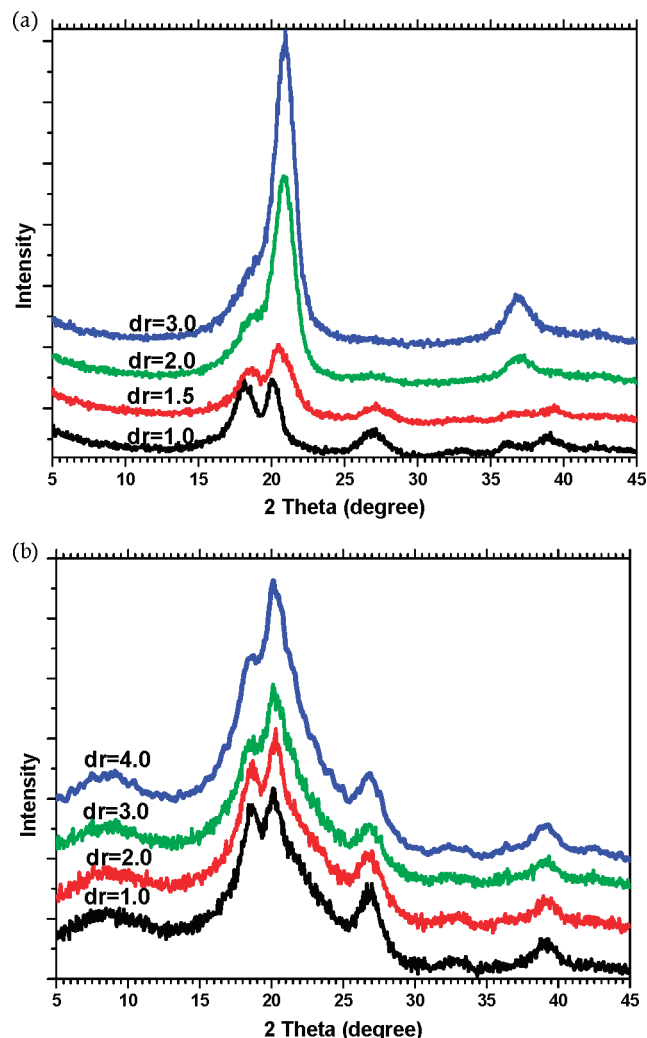 (a)
Intensity
dr=3.0
dr=2.0
dr=1.5
dr=1.0
5 10 15 20 25 30 35 40 45
2 Theta (degree)
(b)
Intensity
dr=4.0
dr=3.0
dr=2.0
dr=1.0
5 10 15 20 25 30 35 40 45
2 Theta (degree)